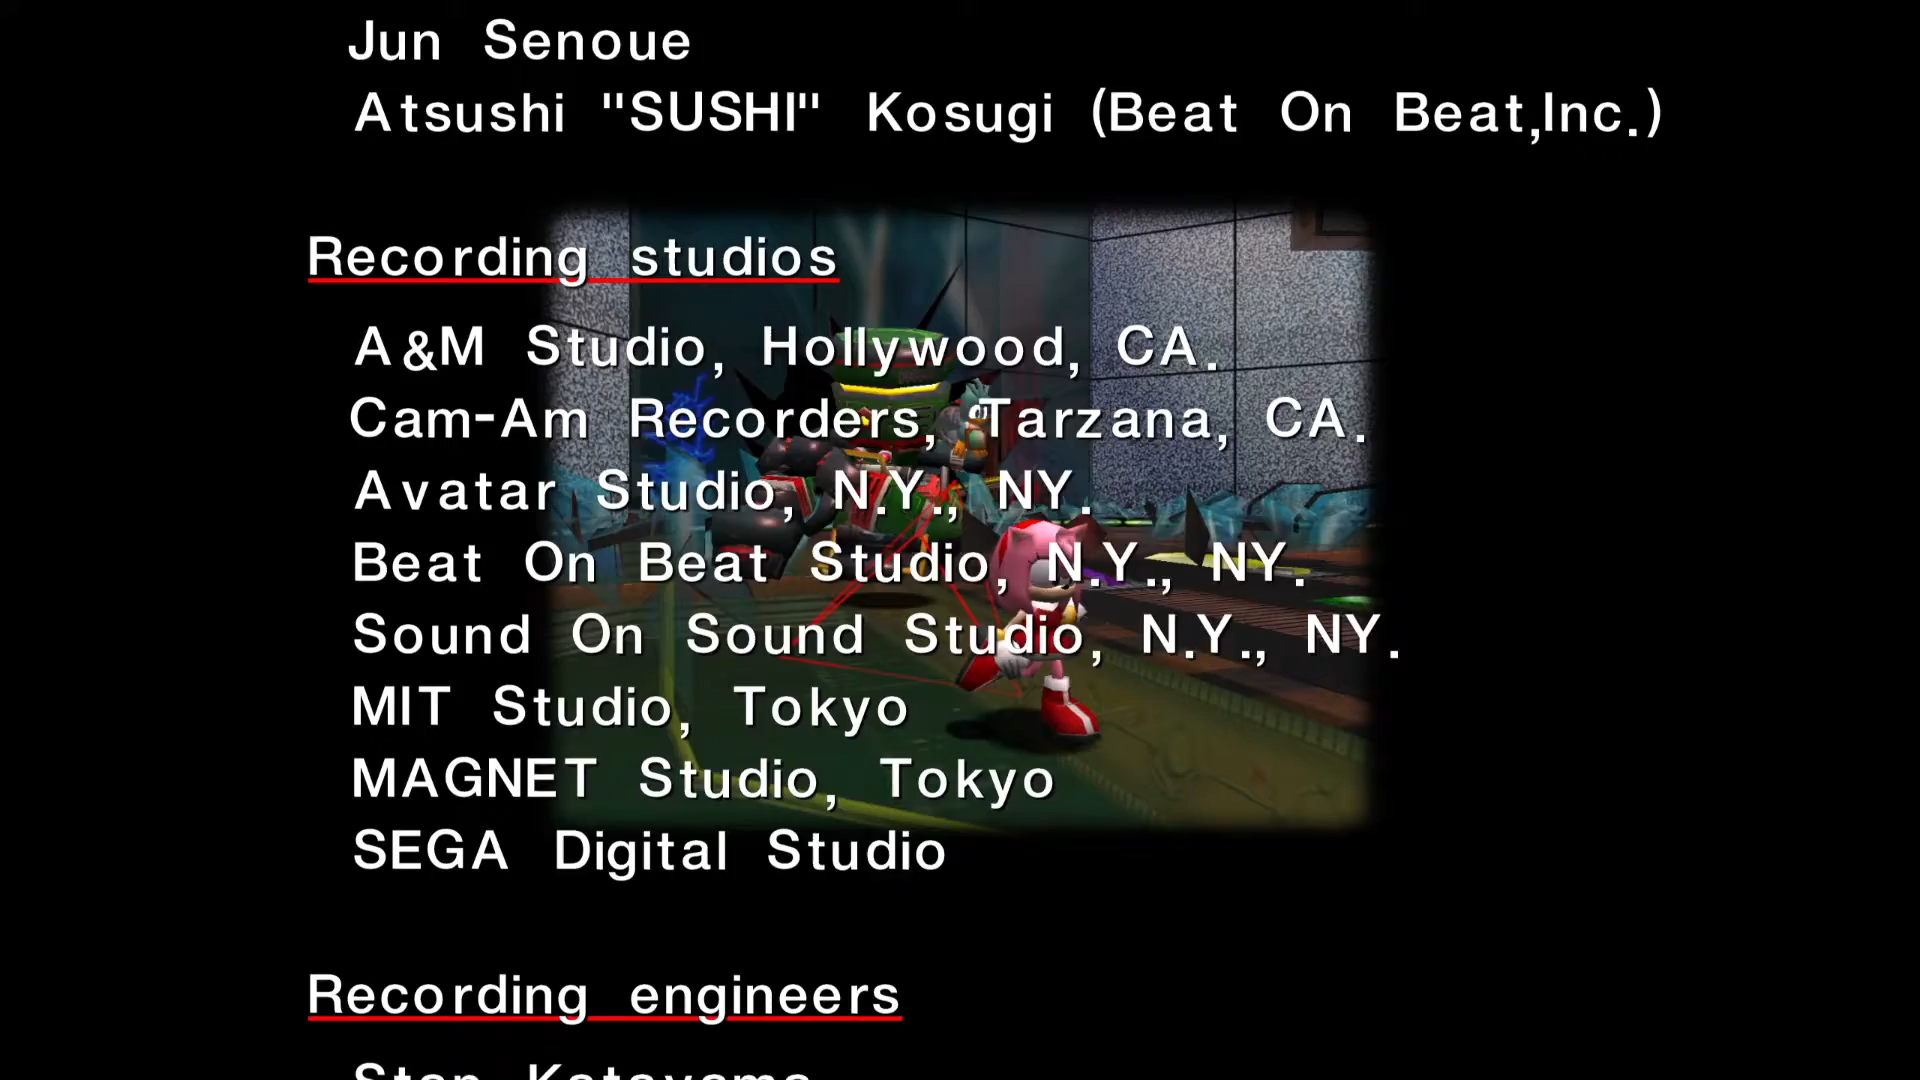 Jun Senoue
Atsushi "SUSHI" Kosugi (Beat On Beat,Inc.)
Recording studios
A&M Studio, Hollywood, CA.
Cam-Am Recorders, Tarzana, CA.
Avatar Studio, N.Y., NY.
Beat On Beat Studio, N.Y., NY.
Sound On Sound Studio, N.Y., NY.
MIT Studio, Tokyo
MAGNET Studio, Tokyo
SEGA Digital Studio
Recording engineers